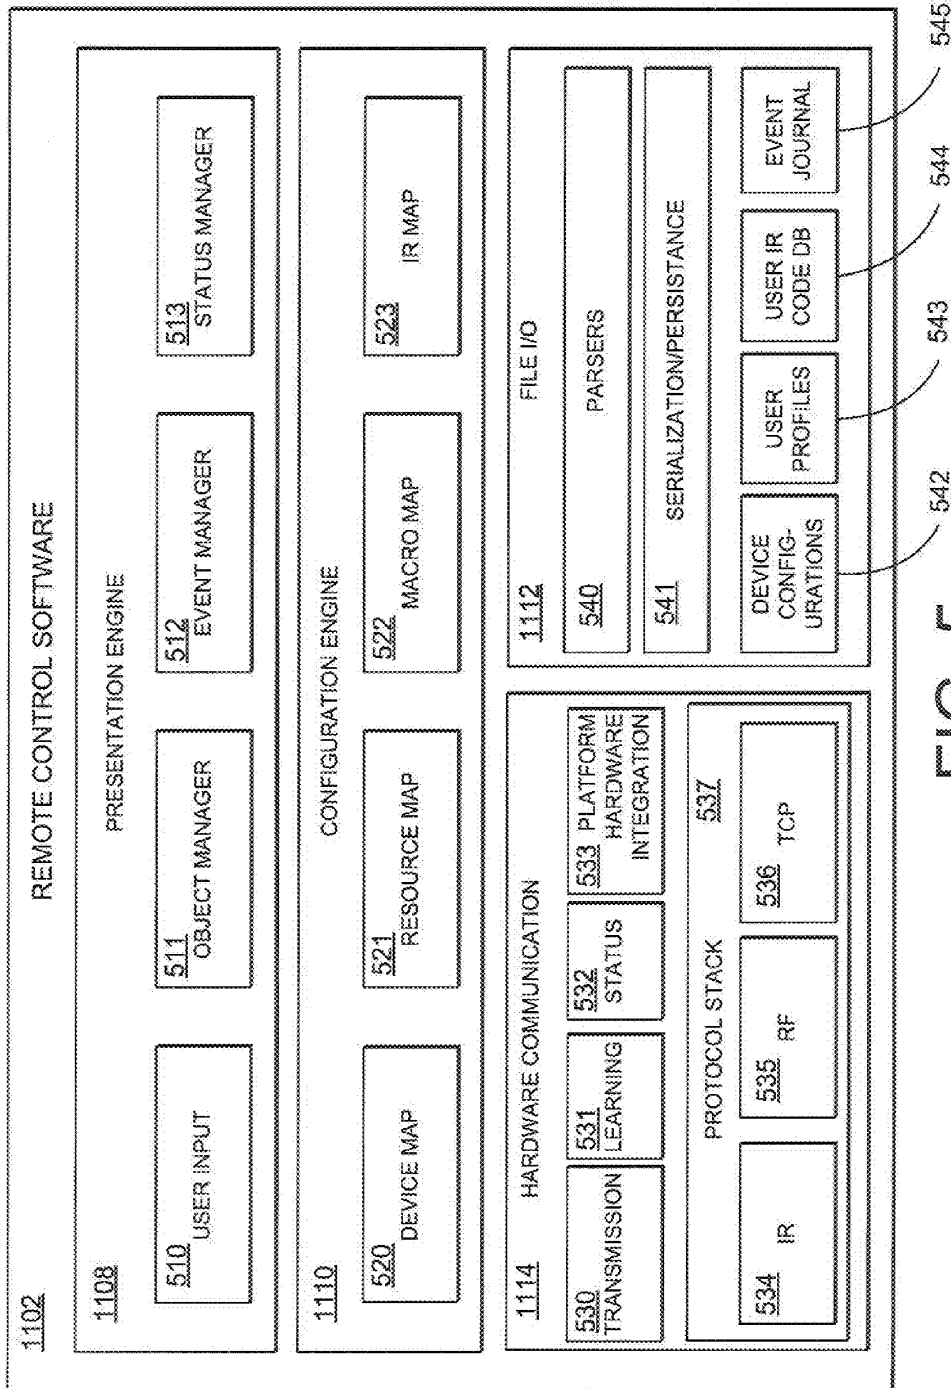 1102
REMOTE CONTROL SOFTWARE
1108
PRESENTATION ENGINE
510
USER INPUT
511
OBJECT MANAGER
512
EVENT MANAGER
513
STATUS MANAGER
1110
CONFIGURATION ENGINE
520
DEVICE MAP
521
RESOURCE MAP
522
MACRO MAP
523
IR MAP
1114
HARDWARE COMMUNICATION
530
TRANSMISSION
531
LEARNING
532
STATUS
533 PLATFORM
HARDWARE
INTEGRATION
PROTOCOL STACK
537
534
IR
535
RF
536
TCP
1112
FILE I/O
540
PARSERS
541
SERIALIZATION/PERSISTANCE
DEVICE
CONFIG-
URATIONS
USER
PROFILES
USER IR
CODE DB
EVENT
JOURNAL
542
543
544
545